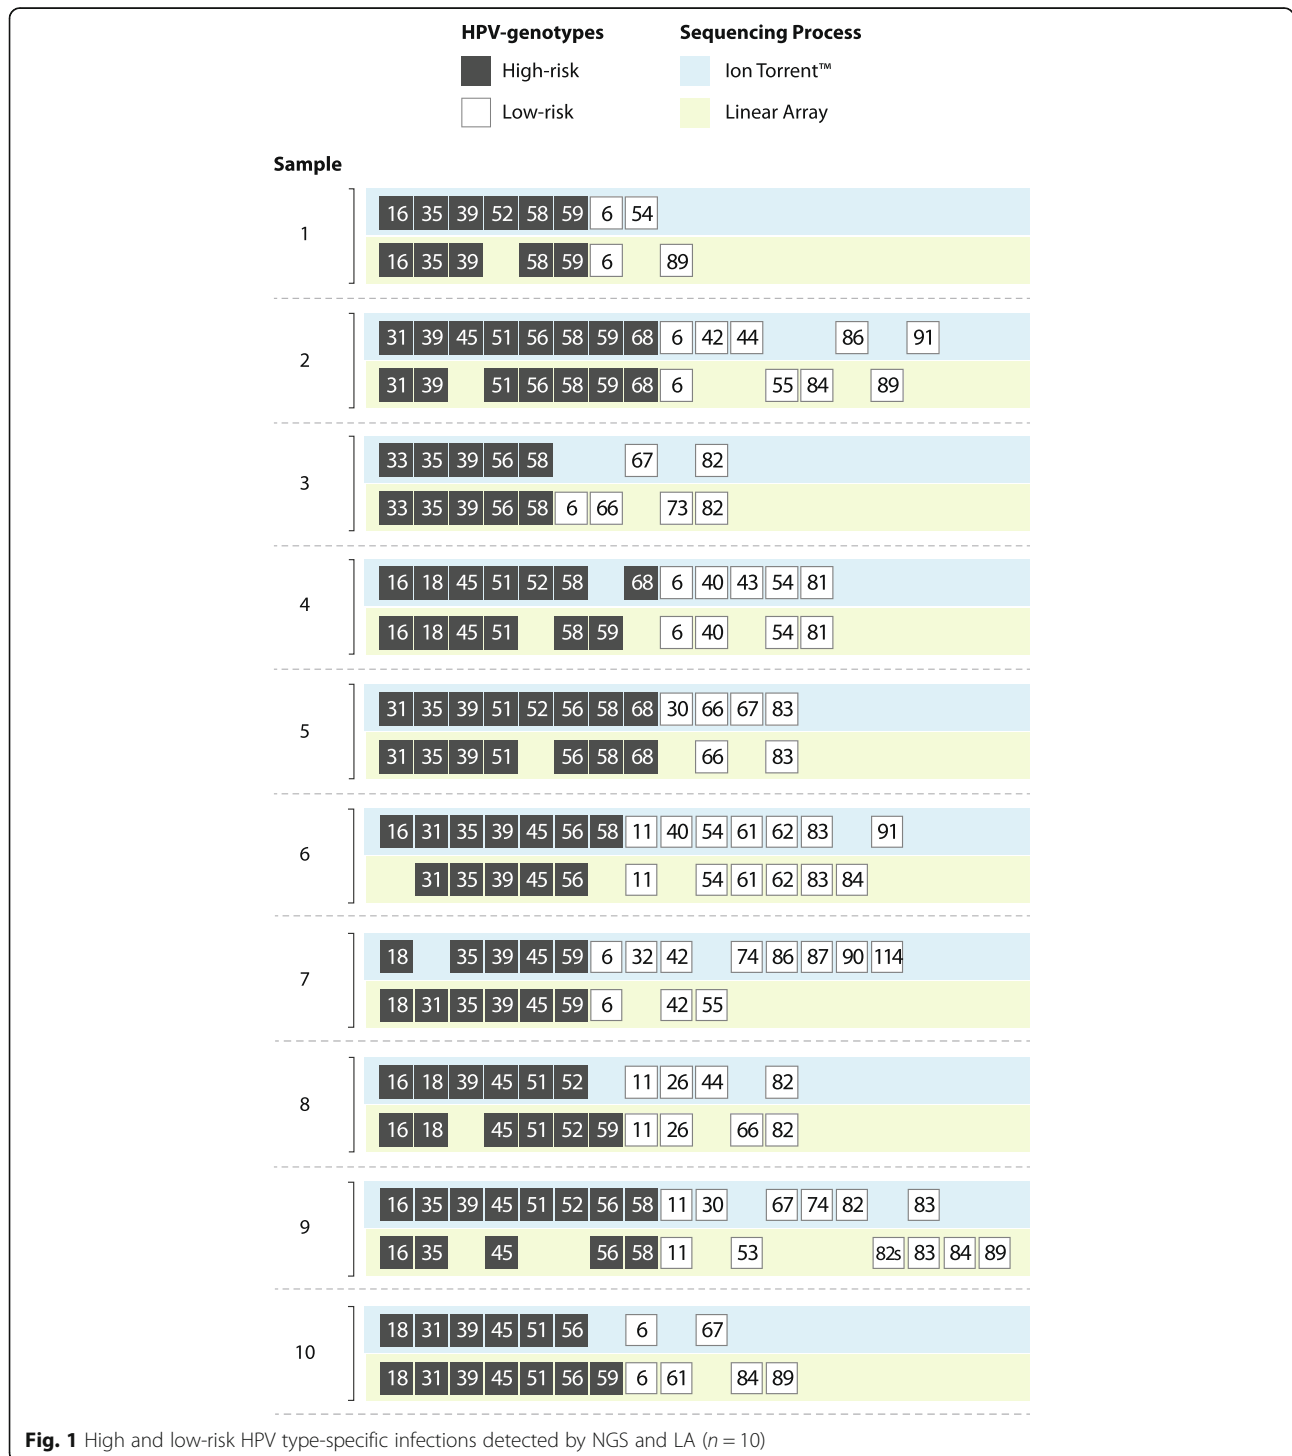 HPV-genotypes Sequencing Process
High-risk Ion Torrent™
Low-risk Linear Array
Sample
1
16 35 39 52 58 59 6 54
16 35 39 58 59 6 89
2
31 39 45 51 56 58 59 68 6 42 44 86 91
31 39 51 56 58 59 68 6 55 84 89
3
33 35 39 56 58 67 82
33 35 39 56 58 6 66 73 82
4
16 18 45 51 52 58 68 6 40 43 54 81
16 18 45 51 58 59 6 40 54 81
5
31 35 39 51 52 56 58 68 30 66 67 83
31 35 39 51 56 58 68 66 83
6
16 31 35 39 45 56 58 11 40 54 61 62 83 91
31 35 39 45 56 11 54 61 62 83 84
7
18 35 39 45 59 6 32 42 74 86 87 90 114
18 31 35 39 45 59 6 42 55
8
16 18 39 45 51 52 11 26 44 82
16 18 45 51 52 59 11 26 66 82
9
16 35 39 45 51 52 56 58 11 30 67 74 82 83
16 35 45 56 58 11 53 82s 83 84 89
10
18 31 39 45 51 56 6 67
18 31 39 45 51 56 59 6 61 84 89
Fig. 1 High and low-risk HPV type-specific infections detected by NGS and LA (n = 10)